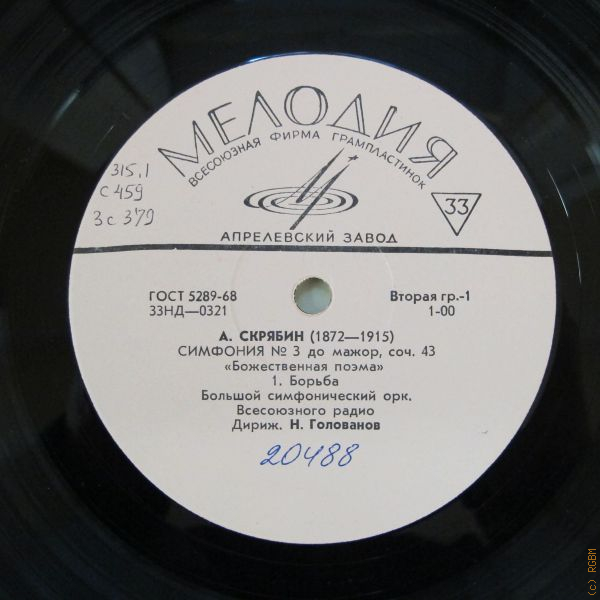 МЕЛОДИЯ
ВСЕСОЮЗНАЯ ФИРМА ГРАМПЛАСТИНОК
315.1
С 459
3с 379
33
АПРЕЛЕВСКИЙ ЗАВОД
ГОСТ 5289-68
33НД—0321
Вторая гр.-1
1-00
А. СКРЯБИН (1872—1915)
СИМФОНИЯ № 3 до мажор, соч. 43
«Божественная поэма»
1. Борьба
Большой симфонический орк.
Всесоюзного радио
Дириж. Н. Голованов
20488
(c) RGBM